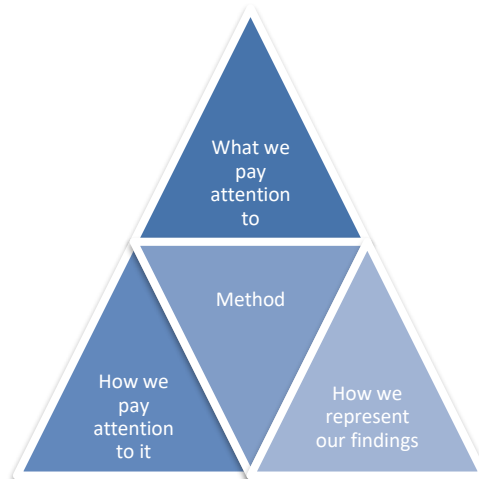 What we
pay
attention
to
Method
How we
pay
attention
to it
How we
represent
our findings